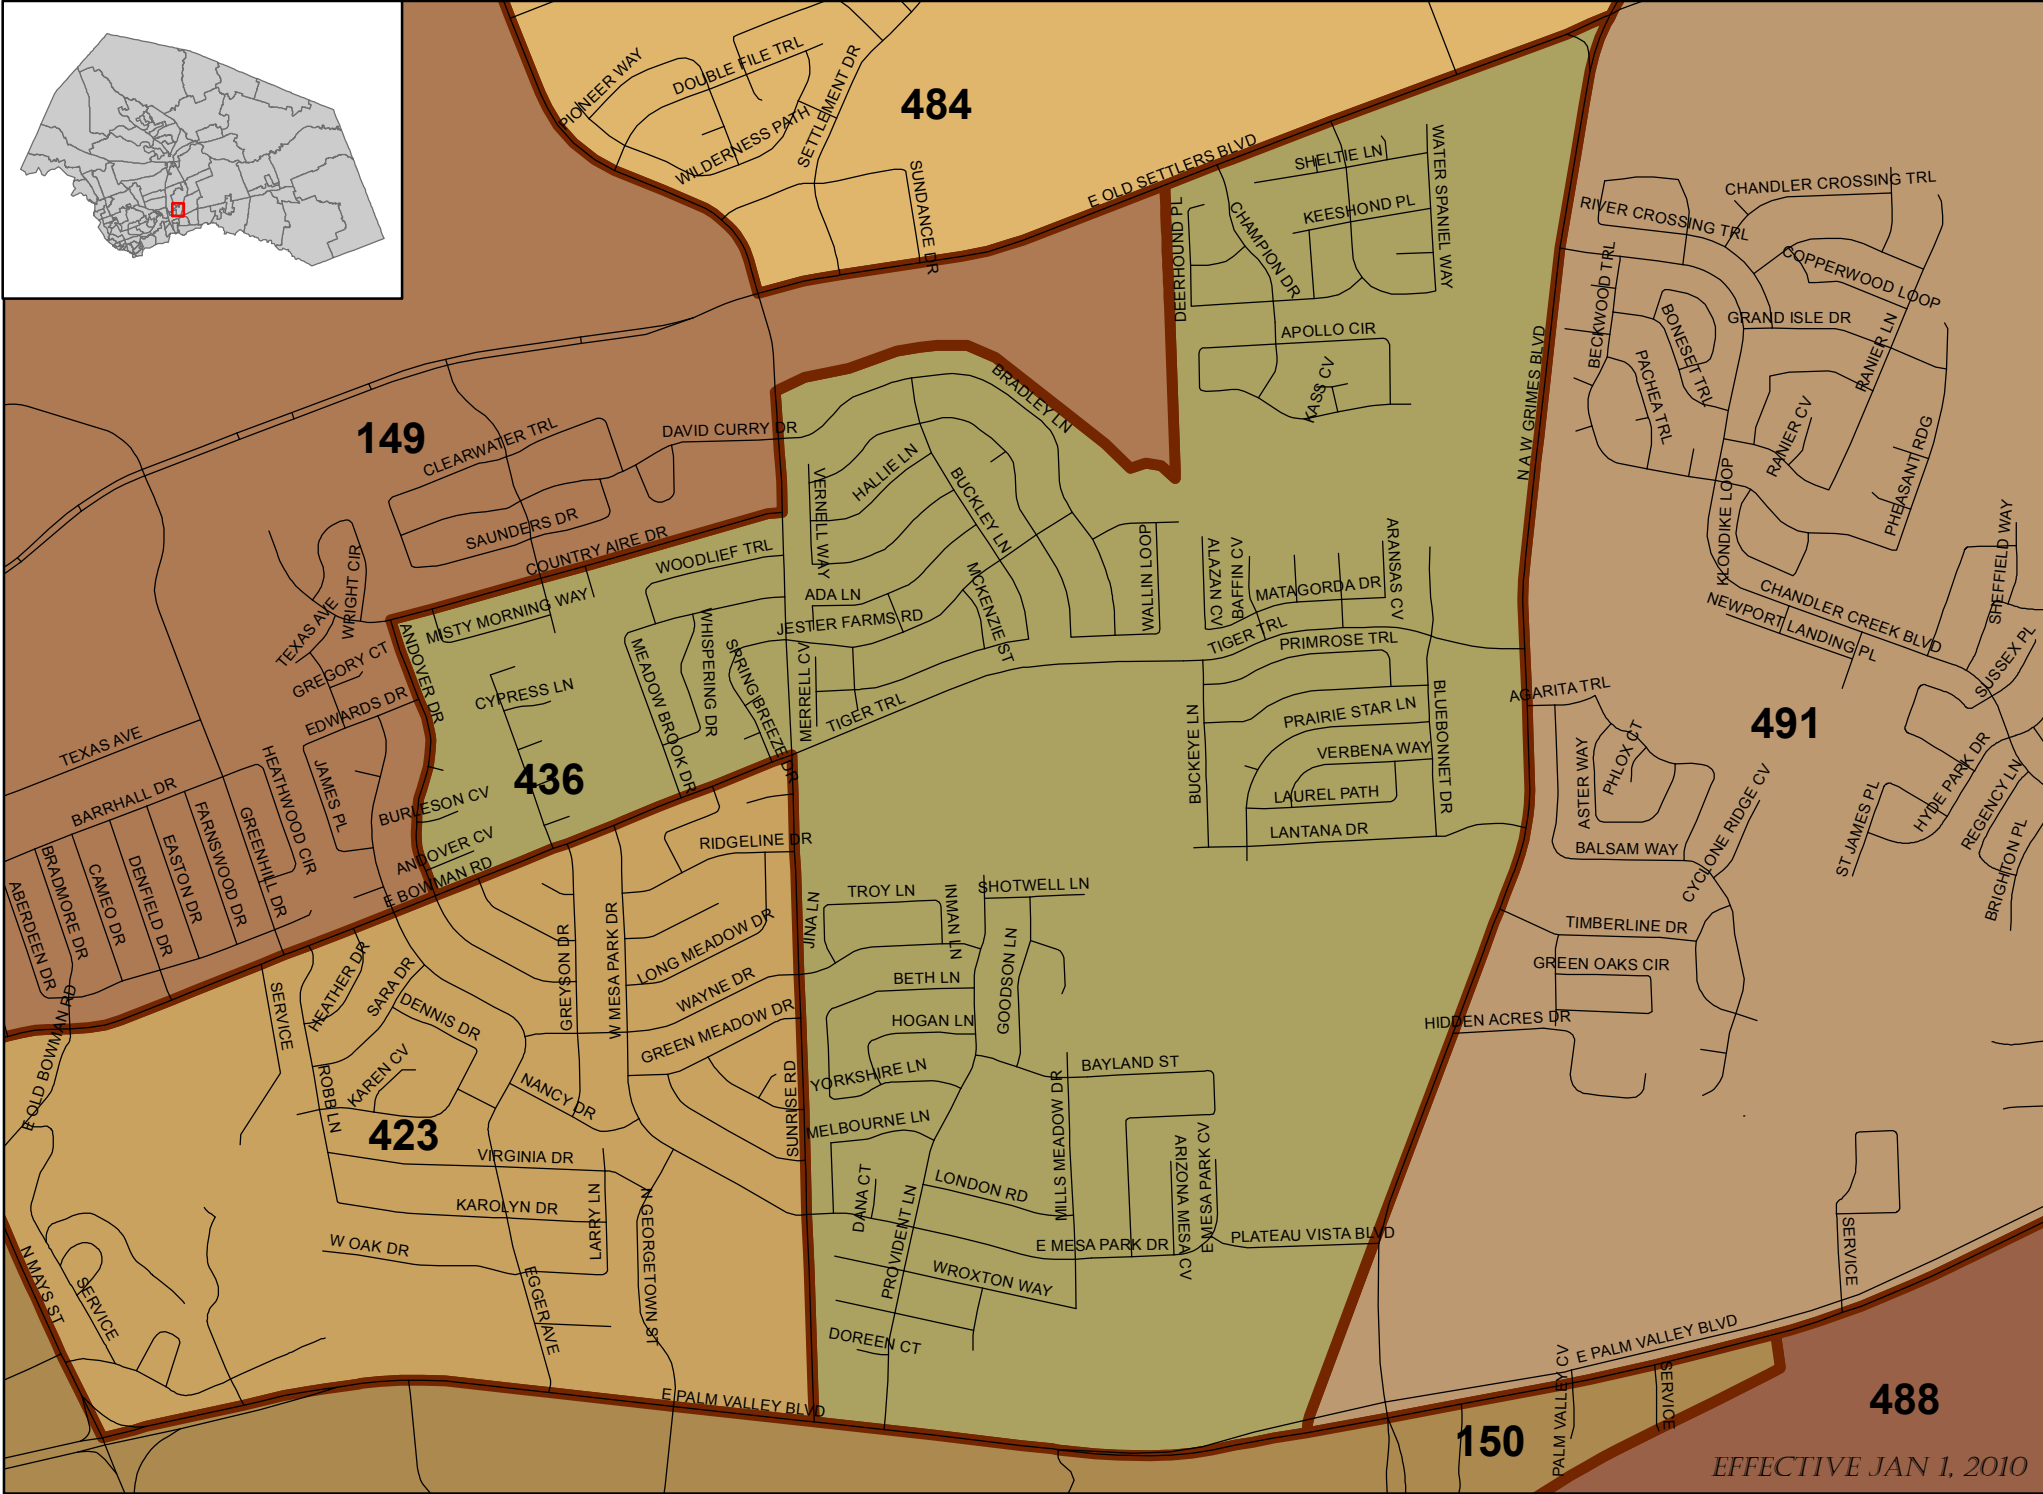 PIONEER WAY
DOUBLE FILE TRL
WILDERNESS PATH
SETTLEMENT DR
484
SUNDANCE DR
E OLD SETTLERS BLVD
SHELTIE LN
WATER SPANIEL WAY
KEESHOND PL
CHAMPION DR
DEERHOUND PL
APOLLO CIR
KASS CV
N A W GRIMES BLVD
CHANDLER CROSSING TRL
RIVER CROSSING TRL
COPPERWOOD LOOP
BECKWOOD TRL
BONESET TRL
GRAND ISLE DR
RANIER LN
PACHEA TRL
RANIER CV
PHEASANT RDG
KLONDIKE LOOP
149
CLEARWATER TRL
DAVID CURRY DR
BRADLEY LN
SAUNDERS DR
COUNTRY AIRE DR
WOODLIEF TRL
VERNELL WAY
HALLIE LN
BUCKLEY LN
MCKENZIE ST
WALLIN LOOP
ALAZAN CV
BAFFIN CV
MATAGORDA DR
ARANSAS CV
TIGER TRL
PRIMROSE TRL
WRIGHT CIR
TEXAS AVE
GREGORY CT
EDWARDS DR
ANDOVER DR
MISTY MORNING WAY
CYPRESS LN
MEADOW BROOK DR
WHISPERING DR
SPRING BREEZE DR
ADA LN
JESTER FARMS RD
MERRELL CV
TIGER TRL
SHEFFIELD WAY
CHANDLER CREEK BLVD
NEWPORT LANDING PL
SUSSEX PL
AGARITA TRL
491
TEXAS AVE
HEATHWOOD CIR
JAMES PL
BARRHALL DR
436
BURLESON CV
ANDOVER CV
E BOWMAN RD
BUCKEYE LN
PRAIRIE STAR LN
VERBENA WAY
BLUEBONNET DR
LAUREL PATH
LANTANA DR
ASTER WAY
PHLOX CT
BALSAM WAY
CYCLONE RIDGE CV
ST JAMES PL
HYDE PARK DR
REGENCY LN
BRIGHTON PL
ABERDEEN DR
BRADMORE DR
CAMEO DR
DENFIELD DR
EASTON DR
FARNSWOOD DR
GREENHILL DR
RIDGELINE DR
JINA LN
TROY LN
INMAN LN
SHOTWELL LN
GOODSON LN
BETH LN
HOGAN LN
TIMBERLINE DR
GREEN OAKS CIR
HIDDEN ACRES DR
E OLD BOWMAN RD
SERVICE
HEATHER DR
SARA DR
DENNIS DR
GREYSON DR
W MESA PARK DR
LONG MEADOW DR
WAYNE DR
GREEN MEADOW DR
SUNRISE RD
ROBB LN
KAREN CV
NANCY DR
423
YORKSHIRE LN
MELBOURNE LN
MILLS MEADOW DR
BAYLAND ST
VIRGINIA DR
KAROLYN DR
W OAK DR
LARRY LN
N GEORGETOWN ST
EGGER AVE
DANA CT
PROVIDENT LN
LONDON RD
ARIZONA MESA CV
E MESA PARK CV
E MESA PARK DR
PLATEAU VISTA BLVD
WROXTON WAY
DOREEN CT
N MAYS ST
SERVICE
SERVICE
E PALM VALLEY BLVD
E PALM VALLEY BLVD
PALM VALLEY CV
SERVICE
150
488
EFFECTIVE JAN 1, 2010